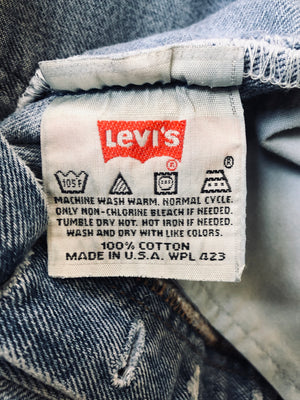 Levi's
®
105F
®
MACHINE WASH WARM. NORMAL CYCLE.
ONLY NON-CHLORINE BLEACH IF NEEDED.
TUMBLE DRY HOT. HOT IRON IF NEEDED.
WASH AND DRY WITH LIKE COLORS.
100% COTTON
MADE IN U.S.A. WPL 423